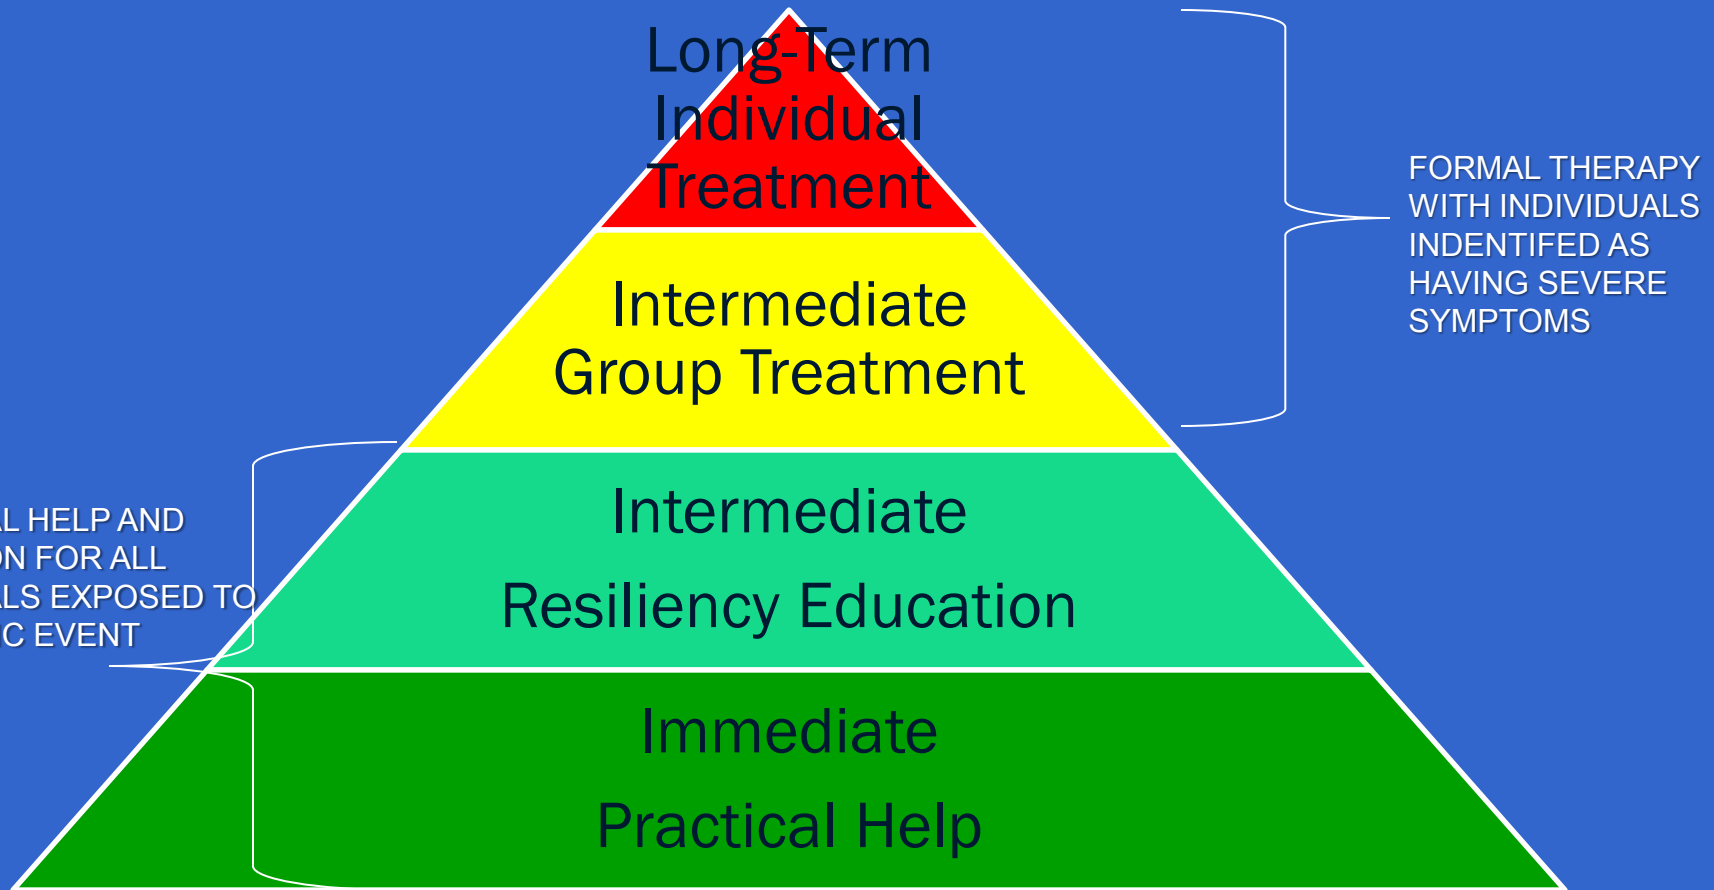 Long-Term
Individual
Treatment
FORMAL THERAPY
WITH INDIVIDUALS
INDENTIFED AS
HAVING SEVERE
SYMPTOMS
Intermediate
Group Treatment
HELP AND
FOR ALL
EXPOSED TO
EVENT
Intermediate
Resiliency Education
Immediate
Practical Help